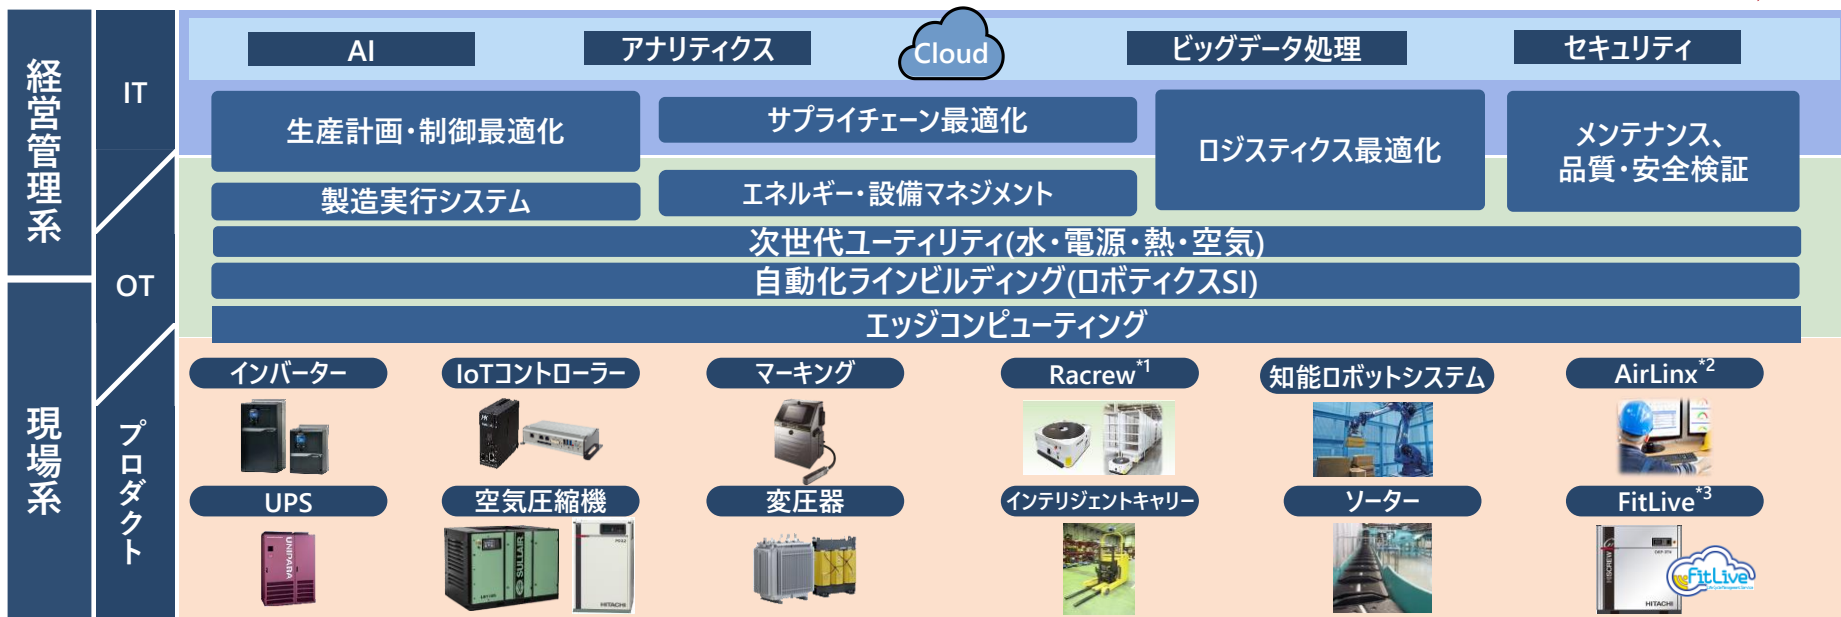 経営管理系
現場系
IT
OT
プロダクト
AI
アナリティクス
Cloud
ビッグデータ処理
セキュリティ
生産計画・制御最適化
サプライチェーン最適化
ロジスティクス最適化
メンテナンス、
品質・安全検証
製造実行システム
エネルギー・設備マネジメント
次世代ユーティリティ(水・電源・熱・空気)
自動化ラインビルディング(ロボティクスSI)
エッジコンピューティング
インバーター
IoTコントローラー
マーキング
Racrew*1
知能ロボットシステム
AirLinx*2
UPS
空気圧縮機
変圧器
インテリジェントキャリー
ソーター
FitLive*3
UNIPARA
SULLAIR
HITACHI
HISCREW
FitLive
HITACHI